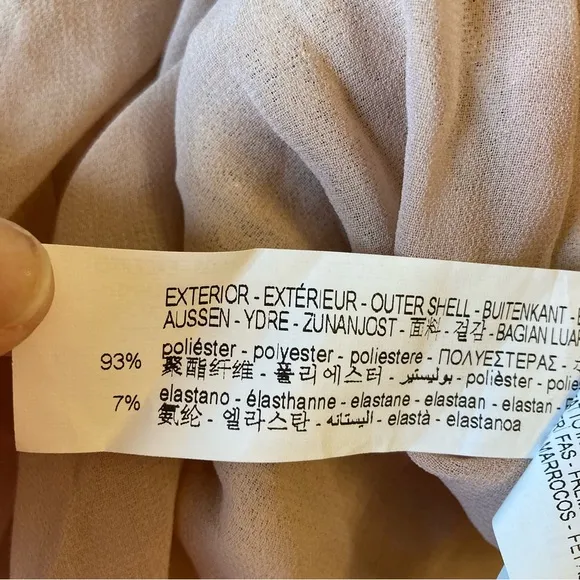 EXTERIOR - EXTÉRIEUR - OUTER SHELL - BUITENKANT -
AUSSEN - YDRE - ZUNANJOST - 面料 - 겉감 - BAGIAN LUAR
93% poliéster - polyester - poliestere - ΠΟΛΥΕΣΤΕΡΑΣ -
聚酯纤维 - 폴리에스터 - بوليستير - polièster -
7% elastano - élasthanne - elastane - elastaan - elastan -
氨纶 - 엘라스탄 - اليستانه - elastà - elastanoa
MARROCOS -